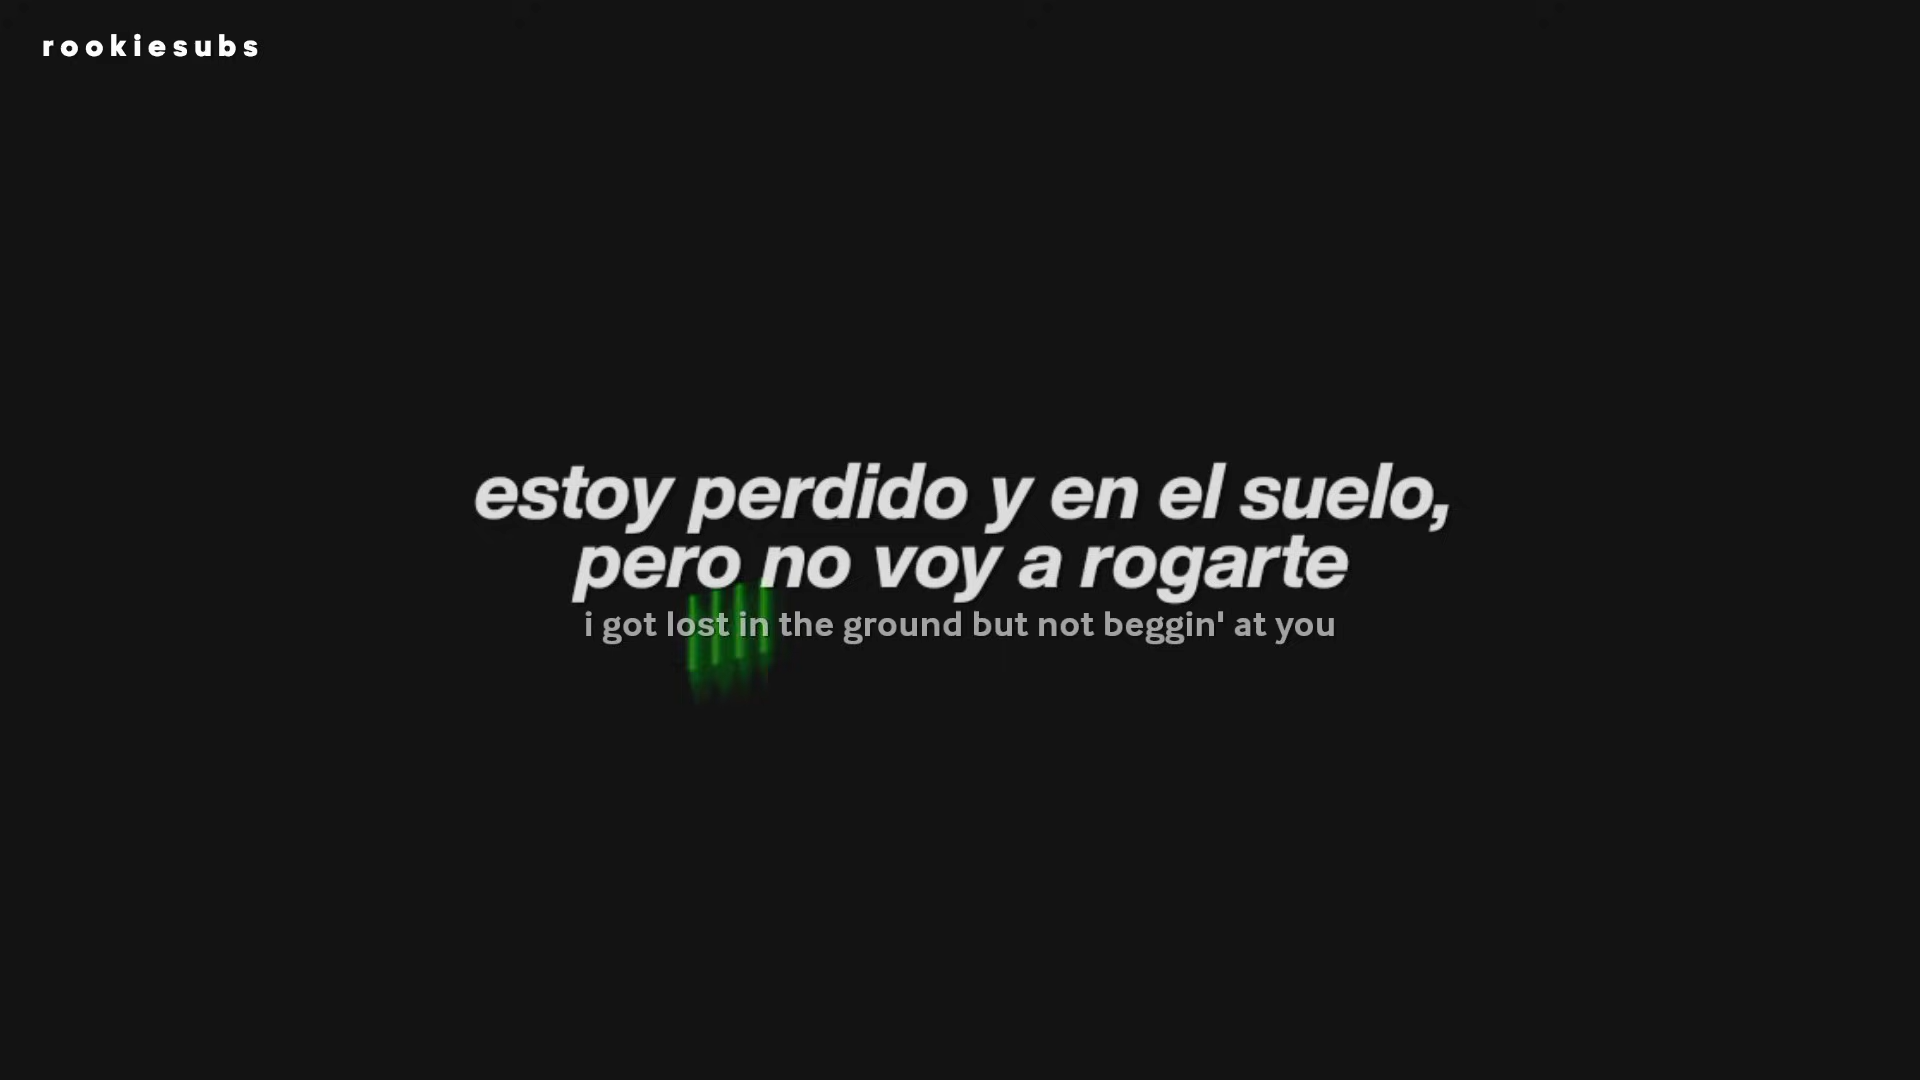 rookiesubs
estoy perdido y en el suelo,
pero no voy a rogarte
i got lost in the ground but not beggin' at you